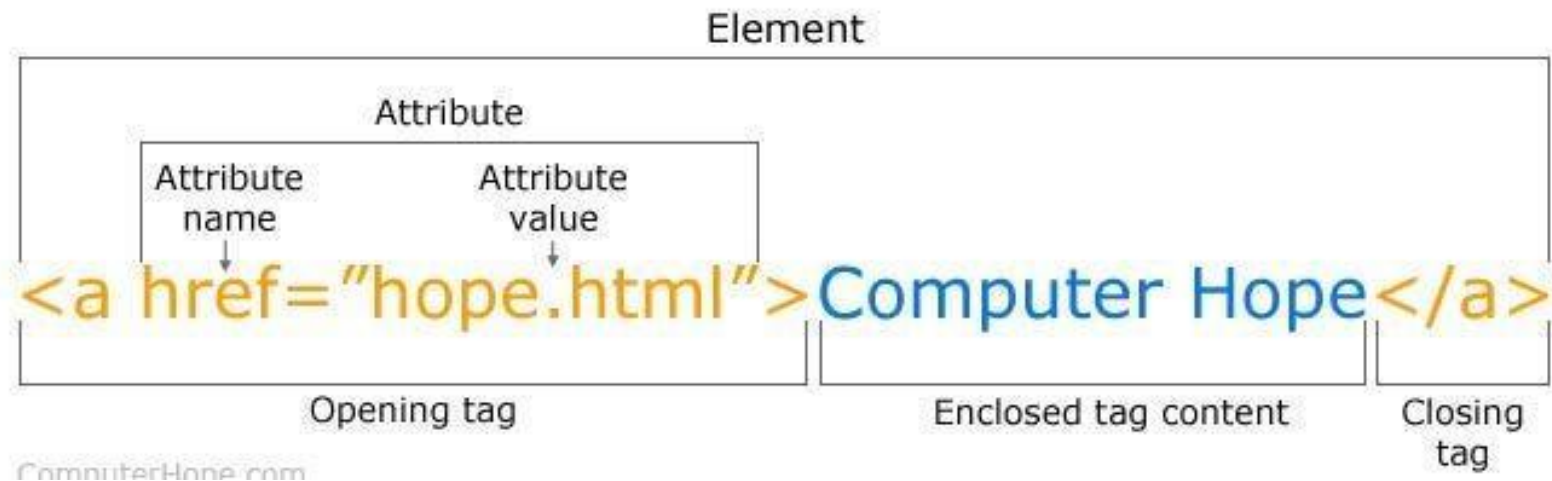 Element
Attribute
Attribute name
Attribute value
<a href=”hope.html”>Computer Hope</a>
Opening tag
Enclosed tag content
Closing tag
ComputerHope.com